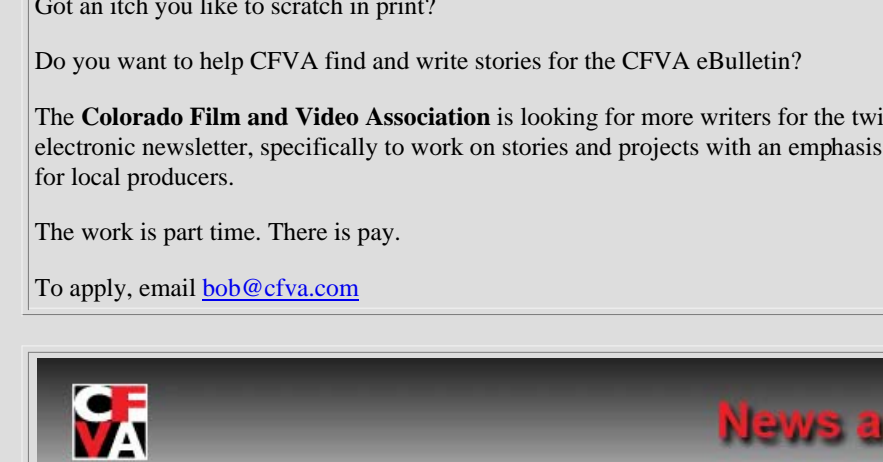 Got an itch you like to scratch in print?
Do you want to help CFVA find and write stories for the CFVA eBulletin?
The Colorado Film and Video Association is looking for more writers for the
electronic newsletter, specifically to work on stories and projects with an emphasis
for local producers.
The work is part time. There is pay.
To apply, email bob@cfva.com
CF
VA
News